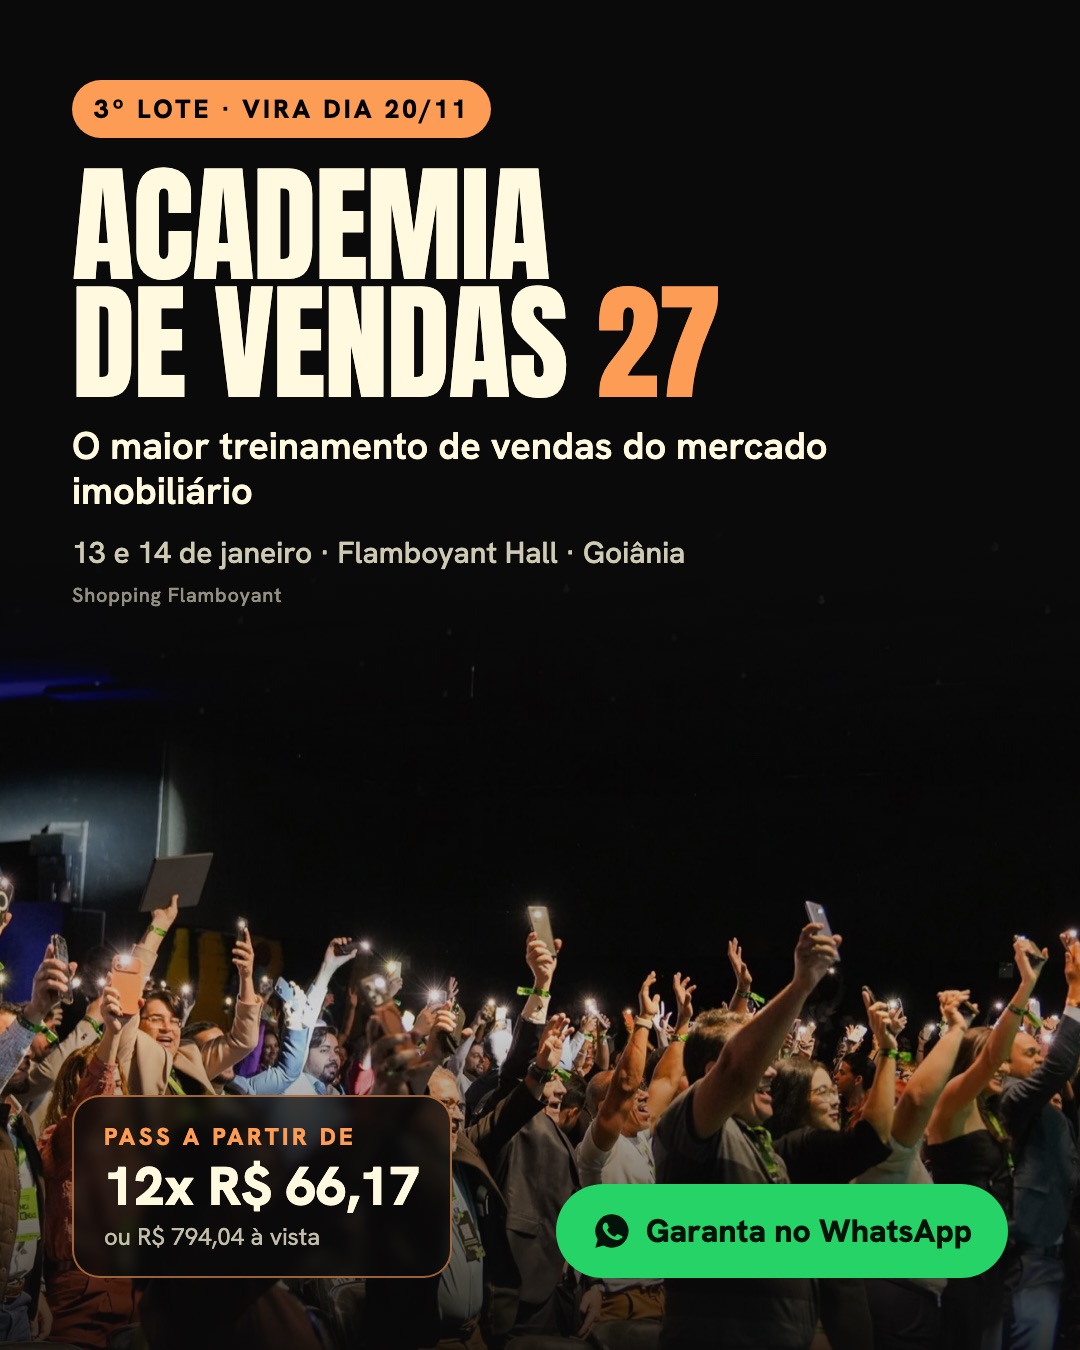 3º LOTE · VIRA DIA 20/11
ACADEMIA
DE VENDAS 27
O maior treinamento de vendas do mercado
imobiliário
13 e 14 de janeiro · Flamboyant Hall · Goiânia
Shopping Flamboyant
PASS A PARTIR DE
12x R$ 66,17
ou R$ 794,04 à vista
Garanta no WhatsApp